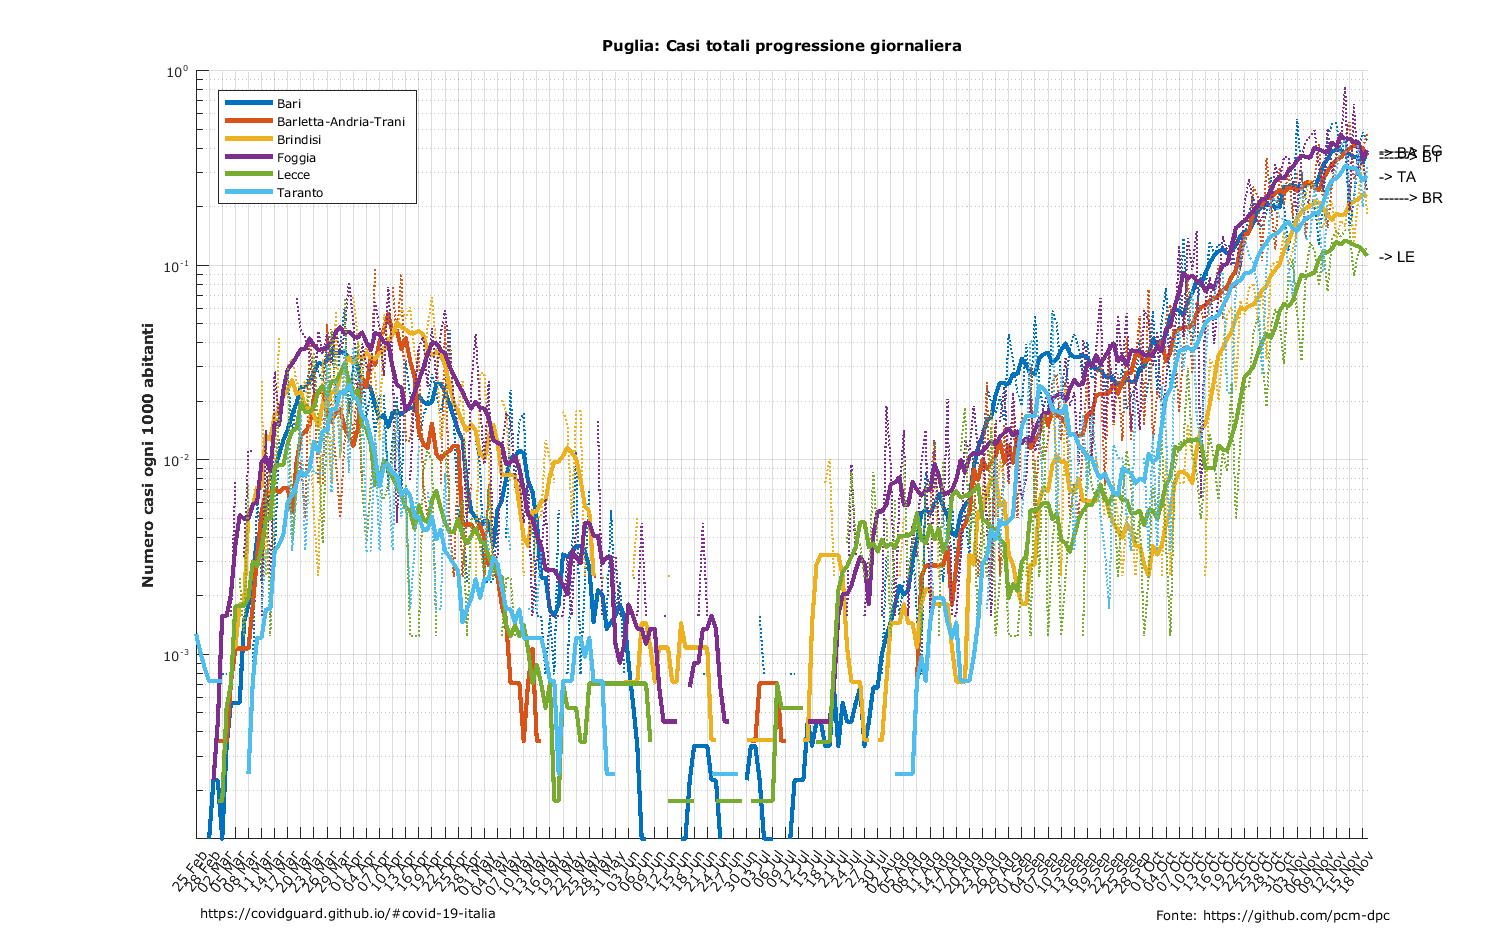 Puglia: Casi totali progressione giornaliera
Numero casi ogni 1000 abitanti
10⁰
10⁻¹
10⁻²
10⁻³
Bari
Barletta-Andria-Trani
Brindisi
Foggia
Lecce
Taranto
-> BA
------> FG
------> BT
-> TA
------> BR
-> LE
25 Feb
28 Feb
02 Mar
05 Mar
08 Mar
11 Mar
14 Mar
17 Mar
20 Mar
23 Mar
26 Mar
29 Mar
01 Apr
04 Apr
07 Apr
10 Apr
13 Apr
16 Apr
19 Apr
22 Apr
25 Apr
28 Apr
01 May
04 May
07 May
10 May
13 May
16 May
19 May
22 May
25 May
28 May
31 May
03 Jun
06 Jun
09 Jun
12 Jun
15 Jun
18 Jun
21 Jun
24 Jun
27 Jun
30 Jun
03 Jul
06 Jul
09 Jul
12 Jul
15 Jul
18 Jul
21 Jul
24 Jul
27 Jul
30 Jul
02 Aug
05 Aug
08 Aug
11 Aug
14 Aug
17 Aug
20 Aug
23 Aug
26 Aug
29 Aug
01 Sep
04 Sep
07 Sep
10 Sep
13 Sep
16 Sep
19 Sep
22 Sep
25 Sep
28 Sep
01 Oct
04 Oct
07 Oct
10 Oct
13 Oct
16 Oct
19 Oct
22 Oct
25 Oct
28 Oct
31 Oct
03 Nov
06 Nov
09 Nov
12 Nov
15 Nov
18 Nov
https://covidguard.github.io/#covid-19-italia
Fonte: https://github.com/pcm-dpc